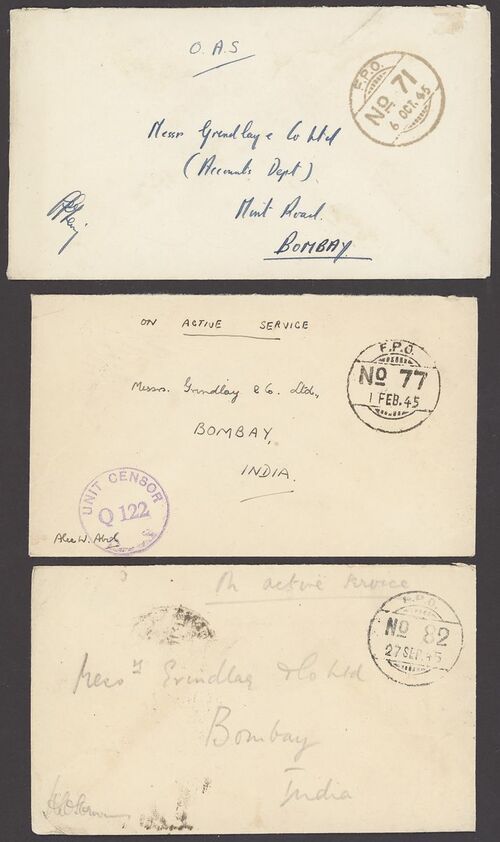 O.A.S
F.P.O.
No 71
6 OCT. 45
Messrs Grindlay & Co Ltd
(Accounts Dept).
Mint Road.
BOMBAY.
ON ACTIVE SERVICE
F.P.O.
No 77
1 FEB. 45
Messrs. Grindlay & Co. Ltd.,
BOMBAY,
INDIA.
UNIT CENSOR
Q 122
Alec W.
On active service
F.P.O.
No 82
27 SEP. 45
Messrs Grindlay & Co Ltd
Bombay
India